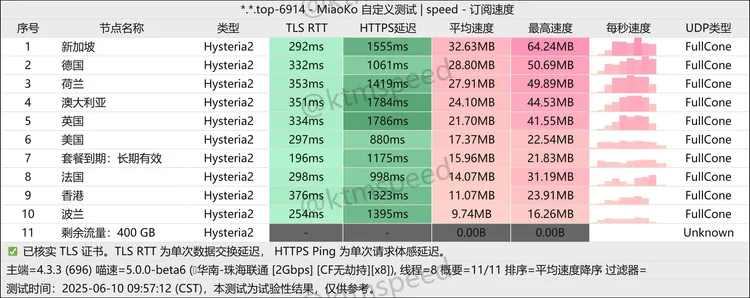 *.*.top-6914 - MiaoKo 自定义测试 | speed - 订阅速度
序号 节点名称 类型 TLS RTT HTTPS延迟 平均速度 最高速度 每秒速度 UDP类型
1 新加坡 Hysteria2 292ms 1555ms 32.63MB 64.24MB FullCone
2 德国 Hysteria2 332ms 1061ms 28.80MB 50.69MB FullCone
3 荷兰 Hysteria2 353ms 1419ms 27.91MB 49.89MB FullCone
4 澳大利亚 Hysteria2 351ms 1784ms 24.10MB 44.53MB FullCone
5 英国 Hysteria2 334ms 1786ms 21.70MB 41.55MB FullCone
6 美国 Hysteria2 297ms 880ms 17.37MB 22.54MB FullCone
7 套餐到期：长期有效 Hysteria2 196ms 1175ms 15.96MB 21.83MB FullCone
8 法国 Hysteria2 298ms 998ms 14.07MB 31.19MB FullCone
9 香港 Hysteria2 376ms 1323ms 11.07MB 23.91MB FullCone
10 波兰 Hysteria2 254ms 1395ms 9.74MB 16.26MB FullCone
11 剩余流量：400 GB Hysteria2 - - 0.00B 0.00B Unknown
@ktmspeed
@ktmspeed
✅ 已核实 TLS 证书。TLS RTT 为单次数据交换延迟， HTTPS Ping 为单次请求体感延迟。
主端=4.3.3 (696) 喵速=5.0.0-beta6 (华南-珠海联通 [2Gbps] [CF无劫持][x8]), 线程=8 概要=11/11 排序=平均速度降序 过滤器=
测试时间：2025-06-10 09:57:12 (CST)，本测试为试验性结果，仅供参考。